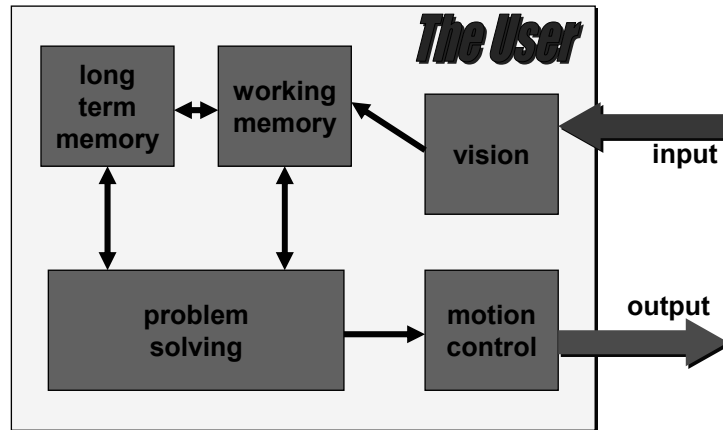 The User
long
term
memory
working
memory
vision
input
problem
solving
motion
control
output